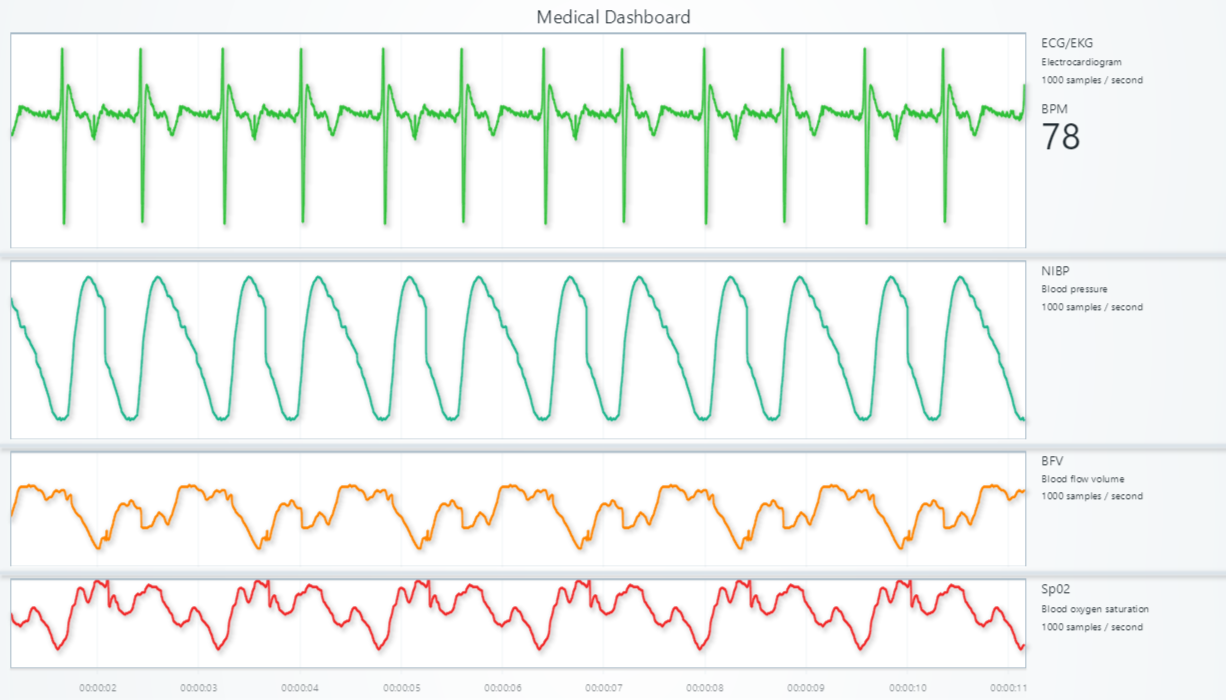 Medical Dashboard
ECG/EKG
Electrocardiogram
1000 samples / second
BPM
78
NIBP
Blood pressure
1000 samples / second
BFV
Blood flow volume
1000 samples / second
Sp02
Blood oxygen saturation
1000 samples / second
00:00:02 00:00:03 00:00:04 00:00:05 00:00:06 00:00:07 00:00:08 00:00:09 00:00:10 00:00:11